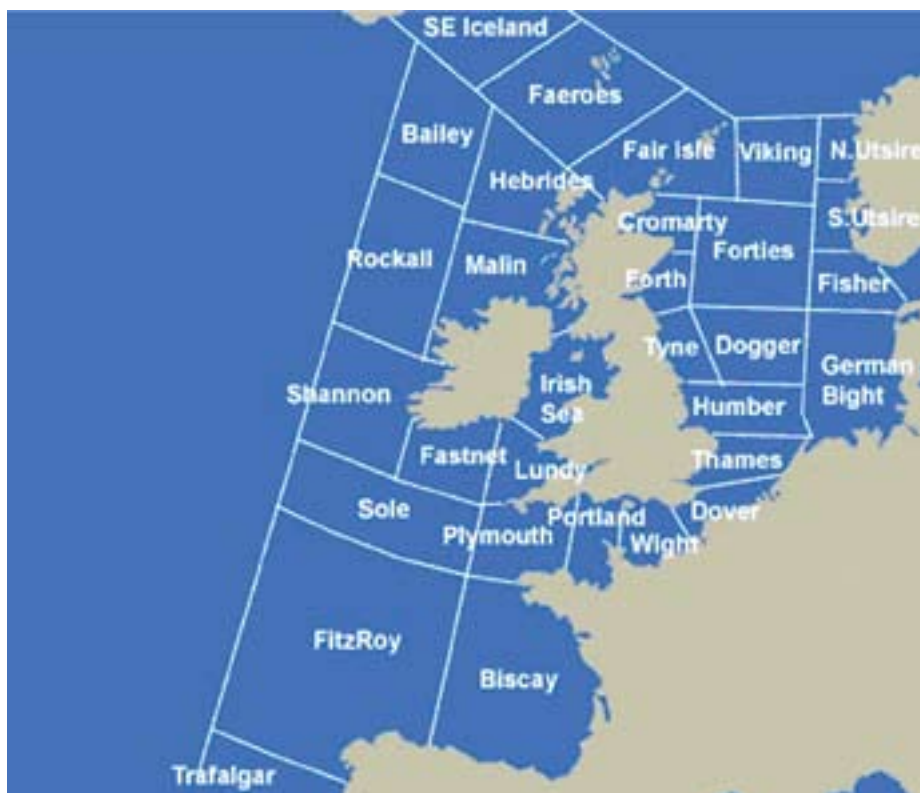 SE Iceland
Faeroes
Bailey
Fair Isle
Viking
N.Utsire
Hebrides
Cromarty
S.Utsire
Forties
Rockall
Malin
Forth
Fisher
Tyne
Dogger
German
Bight
Irish
Sea
Shannon
Humber
Fastnet
Lundy
Thames
Sole
Portland
Dover
Plymouth
Wight
FitzRoy
Biscay
Trafalgar